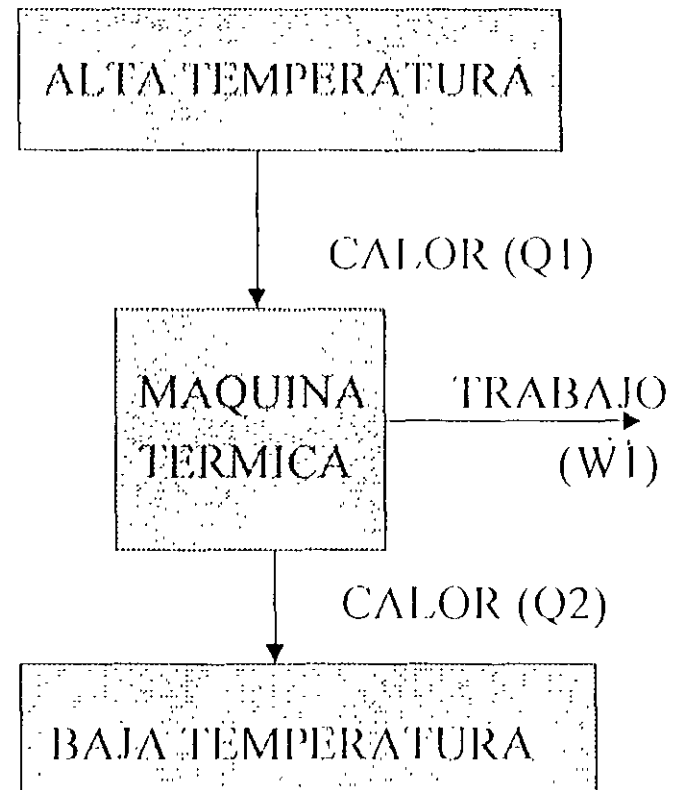 ALTA TEMPERATURA
CALOR (Q1)
MAQUINA
TERMICA
TRABAJO
(W1)
CALOR (Q2)
BAJA TEMPERATURA